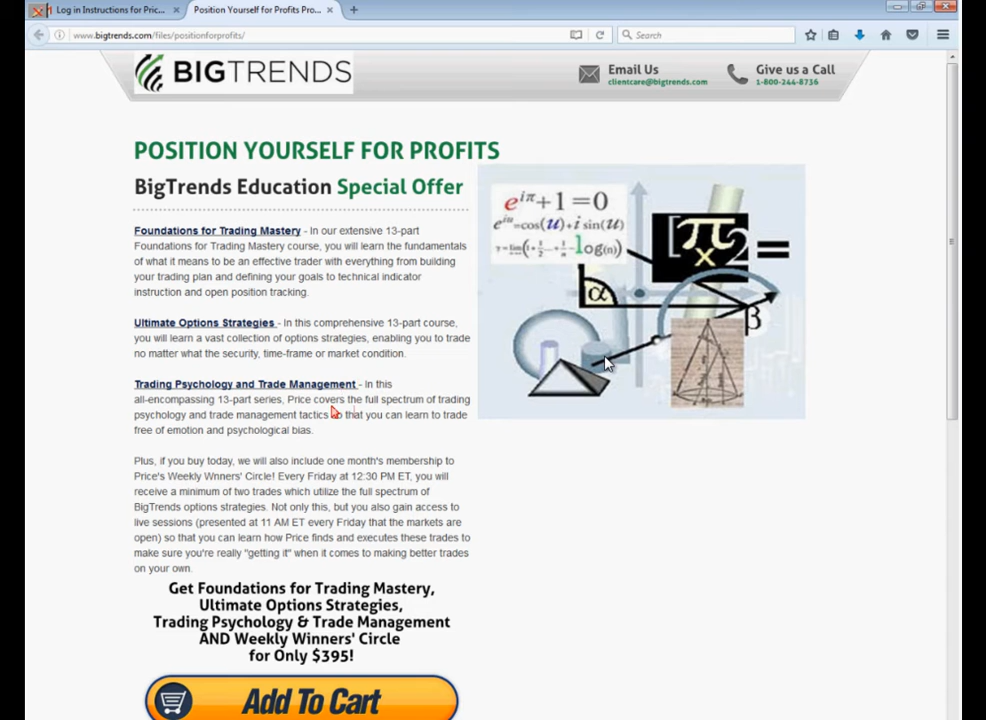 Log in Instructions for Pric...
Position Yourself for Profits Pro...
www.bigtrends.com/files/positionforprofits/
Search
BIGTRENDS
Email Us
clientcare@bigtrends.com
Give us a Call
1-800-244-8736
POSITION YOURSELF FOR PROFITS
BigTrends Education Special Offer
Foundations for Trading Mastery - In our extensive 13-part
Foundations for Trading Mastery course, you will learn the fundamentals
of what it means to be an effective trader with everything from building
your trading plan and defining your goals to technical indicator
instruction and open position tracking.
Ultimate Options Strategies - In this comprehensive 13-part course,
you will learn a vast collection of options strategies, enabling you to trade
no matter what the security, time-frame or market condition.
Trading Psychology and Trade Management - In this
all-encompassing 13-part series, Price covers the full spectrum of trading
psychology and trade management tactics so that you can learn to trade
free of emotion and psychological bias.
Plus, if you buy today, we will also include one month's membership to
Price's Weekly Wnners' Circle! Every Friday at 12:30 PM ET, you will
receive a minimum of two trades which utilize the full spectrum of
BigTrends options strategies. Not only this, but you also gain access to
live sessions (presented at 11 AM ET every Friday that the markets are
open) so that you can learn how Price finds and executes these trades to
make sure you're really "getting it" when it comes to making better trades
on your own.
Get Foundations for Trading Mastery,
Ultimate Options Strategies,
Trading Psychology & Trade Management
AND Weekly Winners' Circle
for Only $395!
Add To Cart
e^iπ+1=0
=cos(u)+i sin(u)
log(n)
[π x 2 =
α
β